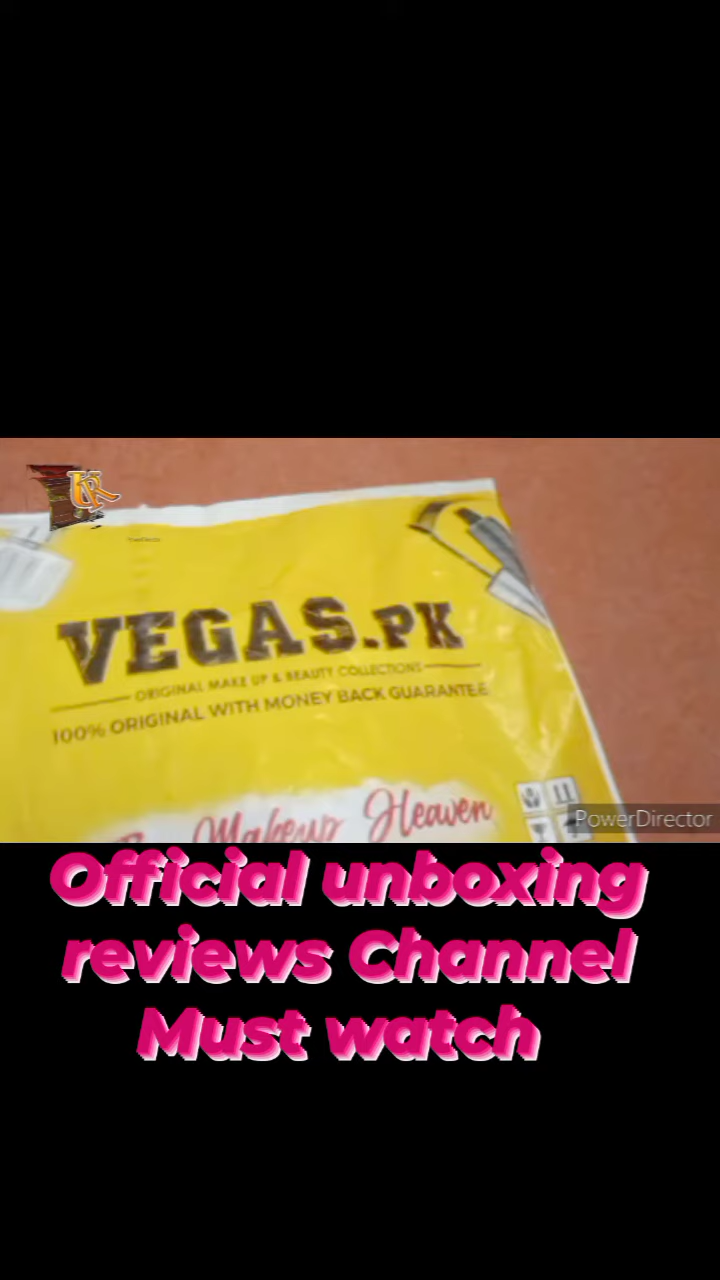 UR
VEGAS.PK
ORIGINAL MAKE UP & BEAUTY COLLECTIONS
100% ORIGINAL WITH MONEY BACK GUARANTEE
Makeup Heaven
PowerDirector
Official unboxing
reviews Channel
Must watch